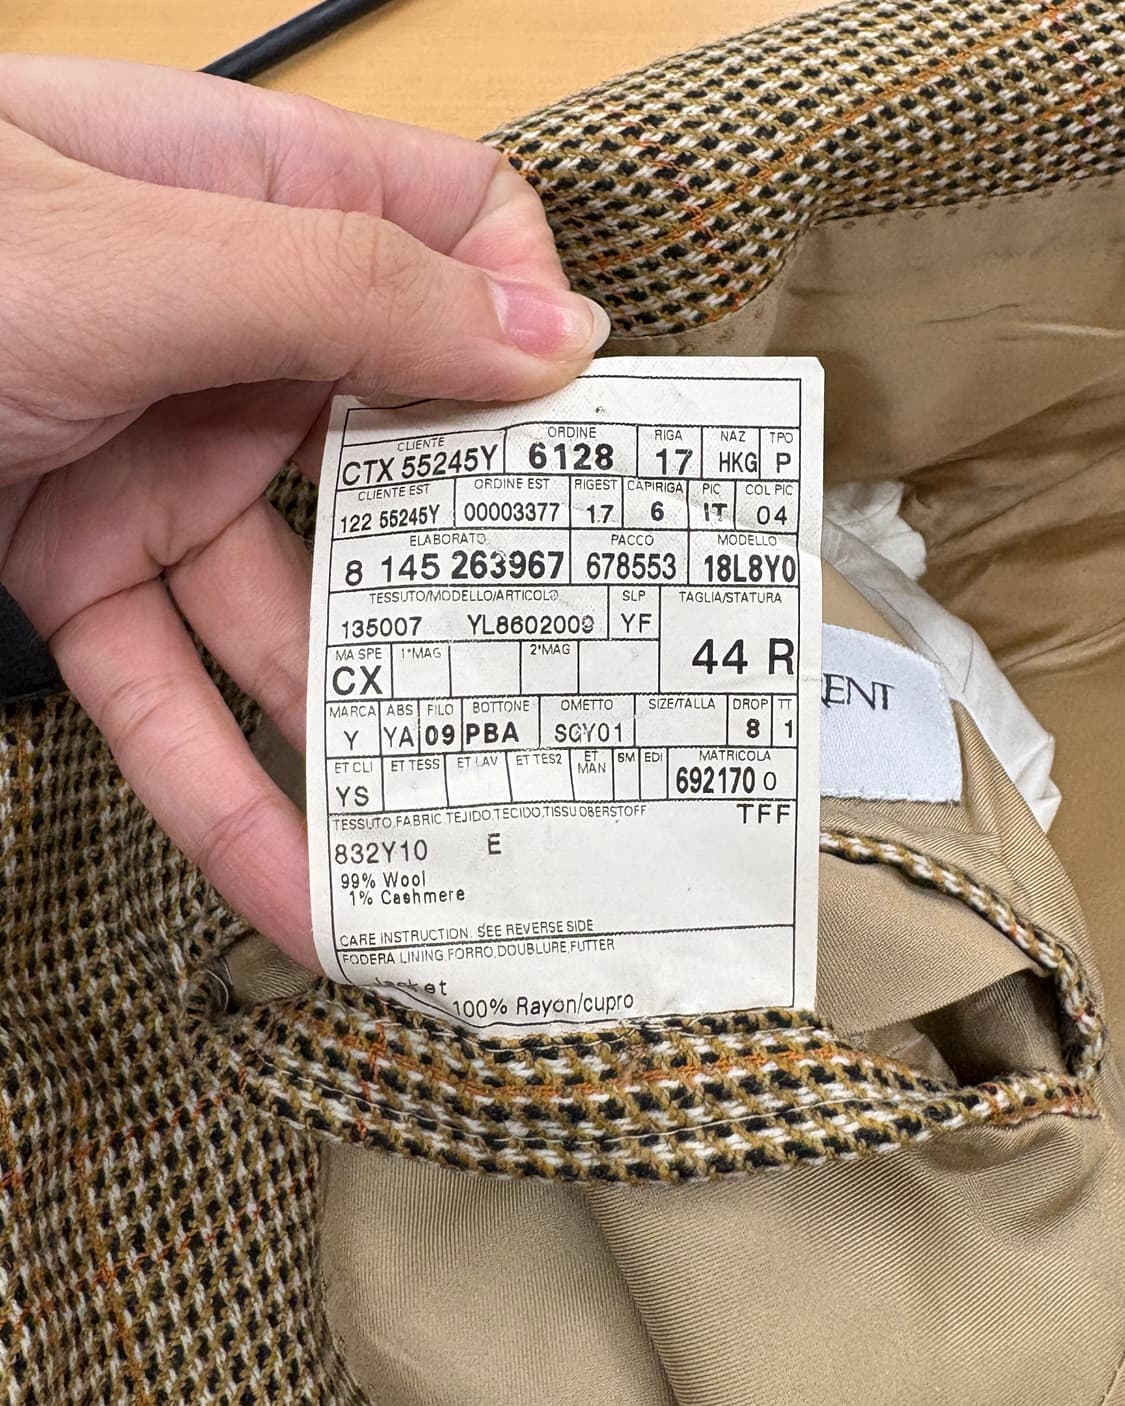 CLIENTE ORDINE RIGA NAZ TPO
CTX 55245Y 6128 17 HKG P
CLIENTE EST ORDINE EST RIGEST CAPIRIGA PIC COL PIC
122 55245Y 00003377 17 6 IT 04
ELABORATO PACCO MODELLO
8 145 263967 678553 18L8Y0
TESSUTO/MODELLO/ARTICOLO SLP TAGLIA/STATURA
135007 YL8602009 YF
44 R
MA SPE 1°MAG 2°MAG
CX
MARCA ABS FILO BOTTONE OMETTO SIZE/TALLA DROP TT
Y YA 09 PBA SGY01 8 1
ET CLI ET TESS ET LAV ET TES2 ET MAN 6M EDI MATRICOLA
YS 692170 0
TESSUTO,FABRIC,TEJIDO,TECIDO,TISSU OBERSTOFF TFF
832Y10 E
99% Wool
1% Cashmere
CARE INSTRUCTION: SEE REVERSE SIDE
FODERA LINING,FORRO,DOUBLURE,FUTTER
Jacket
100% Rayon/cupro
RENT